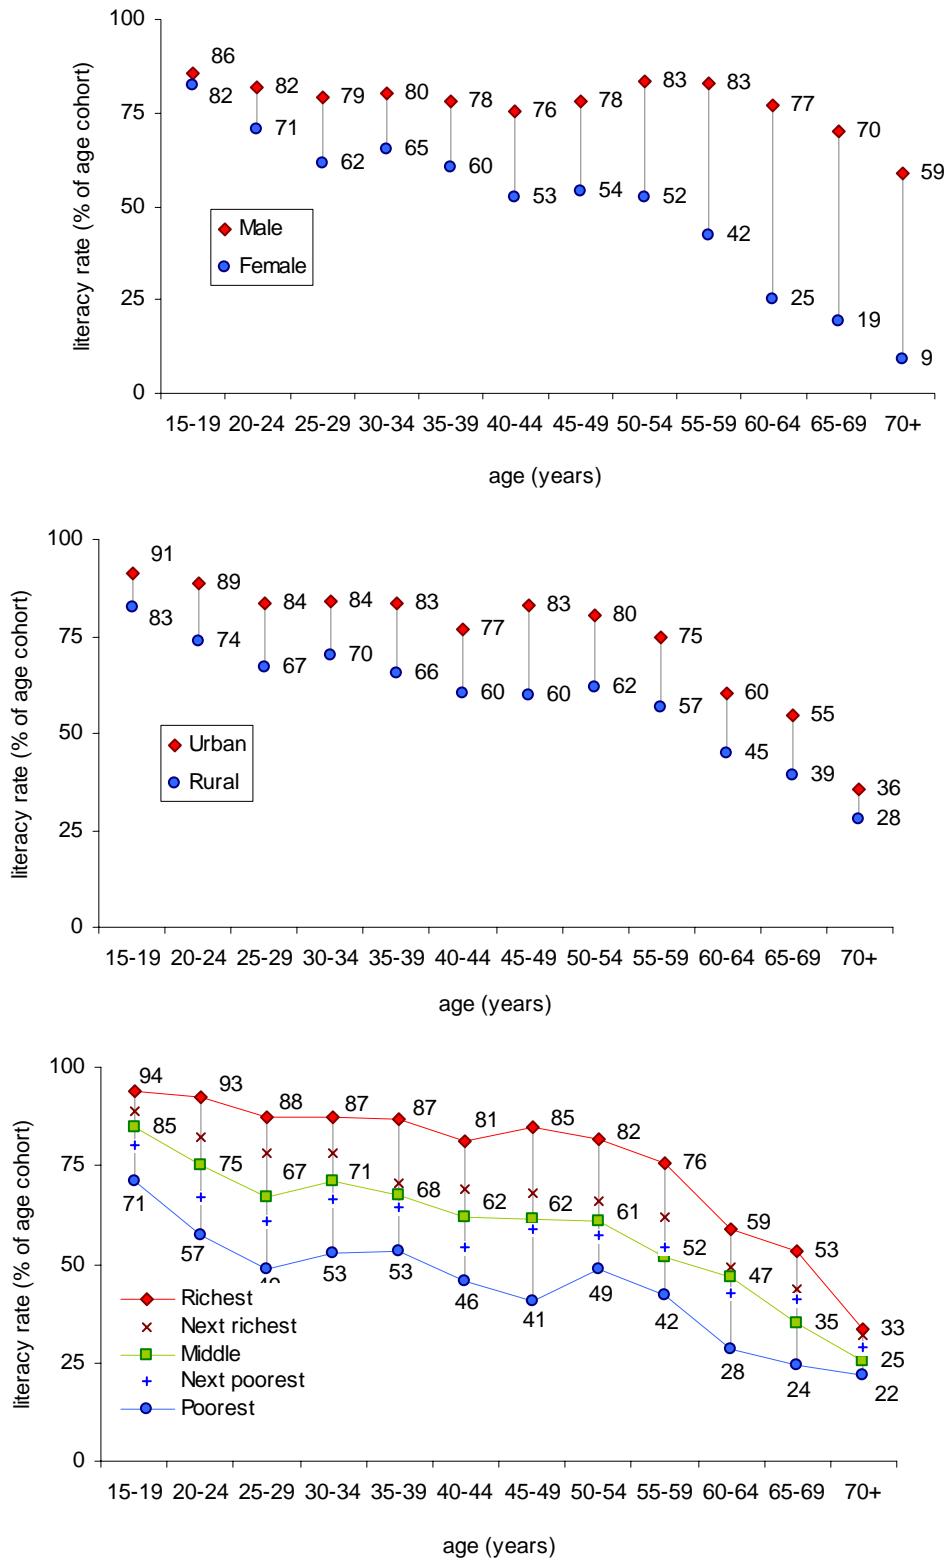 100
86
82 79 80 78 76 78 83 83 77 70 59
82
75
71 62 65 60 53 54 52 42 25 19 9
50
Male
Female
25
0
literacy rate (% of age cohort)
15-19 20-24 25-29 30-34 35-39 40-44 45-49 50-54 55-59 60-64 65-69 70+
age (years)
100
91
89 84 84 83 77 83 80 75 60 55 36
83
75
74 67 70 66 60 60 62 57 45 39 28
50
Urban
Rural
25
0
literacy rate (% of age cohort)
15-19 20-24 25-29 30-34 35-39 40-44 45-49 50-54 55-59 60-64 65-69 70+
age (years)
100
94 93 88 87 87 81 85 82 76 59 53 33
85 75 67 71 68 62 62 61 52 47 35 25
75
71 57 53 53 46 41 49 42 28 24 22
50
Richest
Next richest
Middle
Next poorest
Poorest
25
0
literacy rate (% of age cohort)
15-19 20-24 25-29 30-34 35-39 40-44 45-49 50-54 55-59 60-64 65-69 70+
age (years)